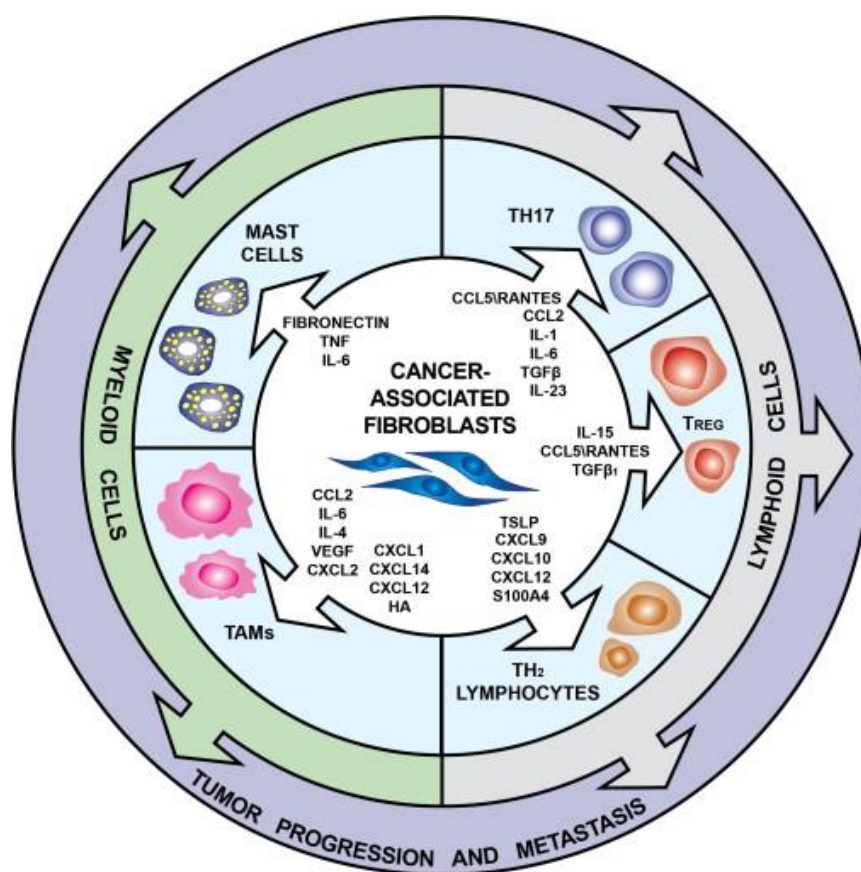 MAST
CELLS
TH17
FIBRONECTIN
TNF
IL-6
CCL5\RANTES
CCL2
IL-1
IL-6
TGFβ
IL-23
CANCER-
ASSOCIATED
FIBROBLASTS
TREG
IL-15
CCL5\RANTES
TGFβ1
CCL2
IL-6
IL-4
VEGF
CXCL2
CXCL1
CXCL14
CXCL12
HA
TSLP
CXCL9
CXCL10
CXCL12
S100A4
TAMs
TH2
LYMPHOCYTES
MYELOID CELLS
LYMPHOID CELLS
TUMOR PROGRESSION AND METASTASIS